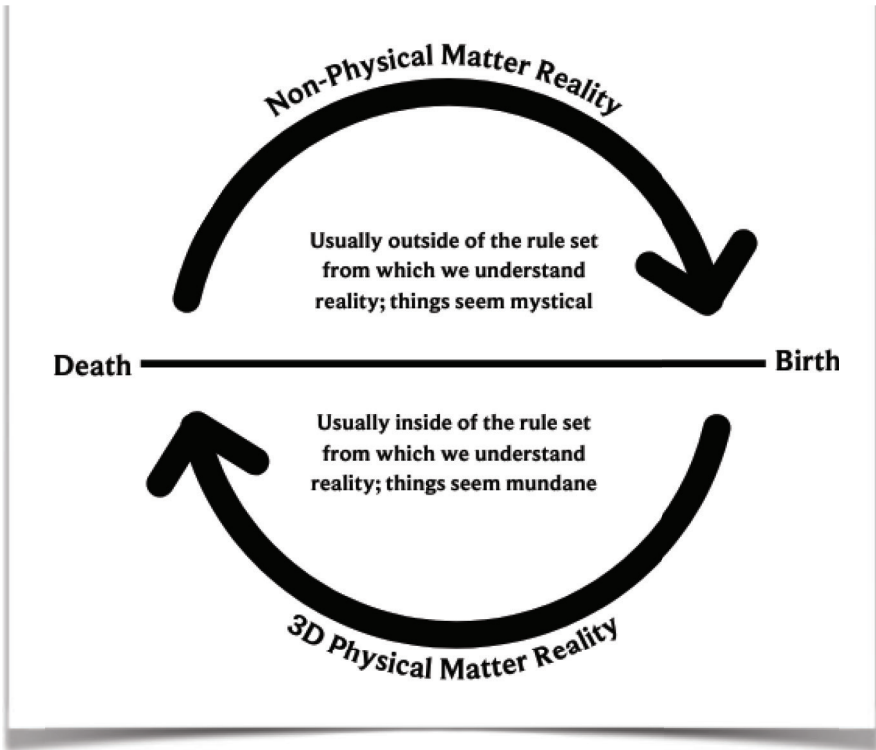 Non-Physical Matter Reality
Usually outside of the rule set
from which we understand
reality; things seem mystical
Death
Birth
Usually inside of the rule set
from which we understand
reality; things seem mundane
3D Physical Matter Reality